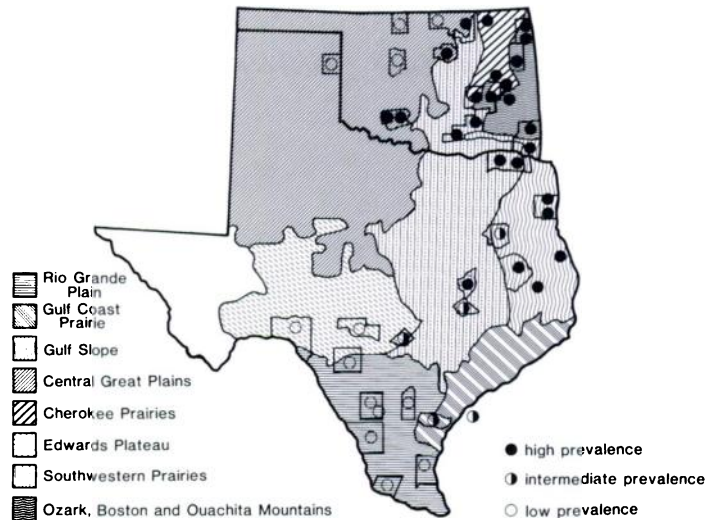 Rio Grande
Plain
Gulf Coast
Prairie
Gulf Slope
Central Great Plains
Cherokee Prairies
Edwards Plateau
Southwestern Prairies
Ozark, Boston and Ouachita Mountains
high prevalence
intermediate prevalence
low prevalence